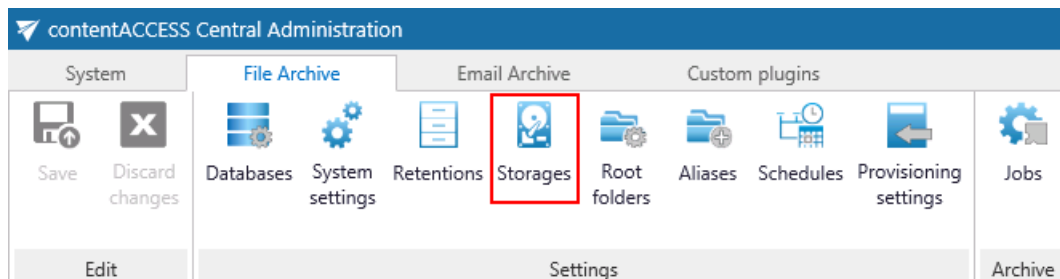 contentACCESS Central Administration
System File Archive Email Archive Custom plugins
Save Discard Databases System Retentions Storages Root Aliases Schedules Provisioning Jobs
changes settings folders settings
Edit Settings Archive